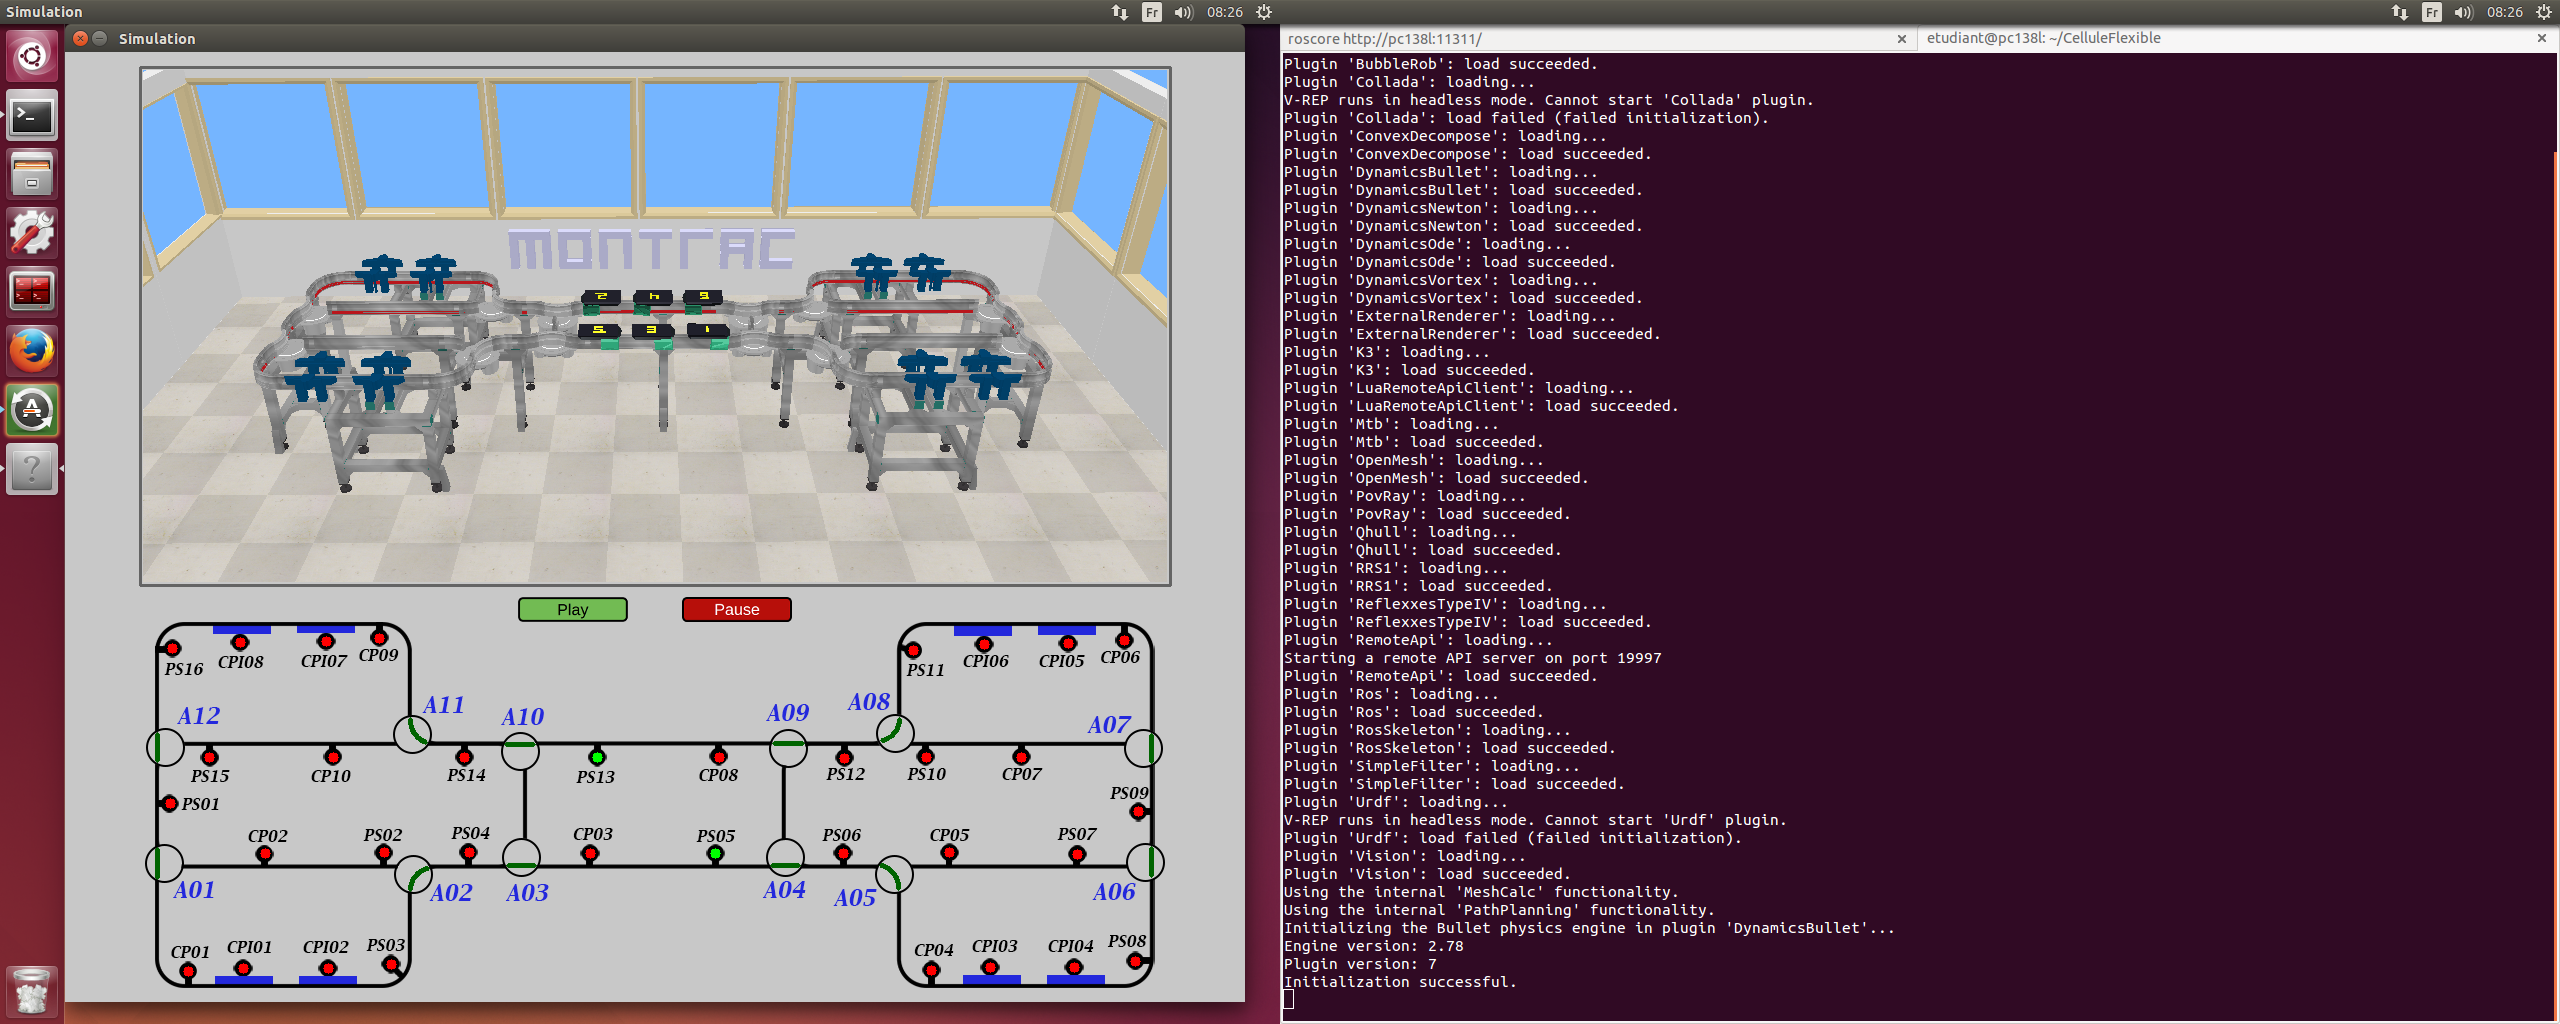 Simulation
Fr
08:26
Fr
08:26
Simulation
roscore http://pc138l:11311/
etudiant@pc138l: ~/CelluleFlexible
MONTRAC
2 4 6
5 3 1
Play
Pause
PS16
CPI08
CPI07
CP09
PS11
CPI06
CPI05
CP06
A12
A11
A10
A09
A08
A07
PS15
CP10
PS14
PS13
CP08
PS12
PS10
CP07
PS01
PS09
CP02
PS02
PS04
CP03
PS05
PS06
CP05
PS07
A01
A02
A03
A04
A05
A06
CP01
CPI01
CPI02
PS03
CP04
CPI03
CPI04
PS08
Plugin 'BubbleRob': load succeeded.
Plugin 'Collada': loading...
V-REP runs in headless mode. Cannot start 'Collada' plugin.
Plugin 'Collada': load failed (failed initialization).
Plugin 'ConvexDecompose': loading...
Plugin 'ConvexDecompose': load succeeded.
Plugin 'DynamicsBullet': loading...
Plugin 'DynamicsBullet': load succeeded.
Plugin 'DynamicsNewton': loading...
Plugin 'DynamicsNewton': load succeeded.
Plugin 'DynamicsOde': loading...
Plugin 'DynamicsOde': load succeeded.
Plugin 'DynamicsVortex': loading...
Plugin 'DynamicsVortex': load succeeded.
Plugin 'ExternalRenderer': loading...
Plugin 'ExternalRenderer': load succeeded.
Plugin 'K3': loading...
Plugin 'K3': load succeeded.
Plugin 'LuaRemoteApiClient': loading...
Plugin 'LuaRemoteApiClient': load succeeded.
Plugin 'Mtb': loading...
Plugin 'Mtb': load succeeded.
Plugin 'OpenMesh': loading...
Plugin 'OpenMesh': load succeeded.
Plugin 'PovRay': loading...
Plugin 'PovRay': load succeeded.
Plugin 'Qhull': loading...
Plugin 'Qhull': load succeeded.
Plugin 'RRS1': loading...
Plugin 'RRS1': load succeeded.
Plugin 'ReflexxesTypeIV': loading...
Plugin 'ReflexxesTypeIV': load succeeded.
Plugin 'RemoteApi': loading...
Starting a remote API server on port 19997
Plugin 'RemoteApi': load succeeded.
Plugin 'Ros': loading...
Plugin 'Ros': load succeeded.
Plugin 'RosSkeleton': loading...
Plugin 'RosSkeleton': load succeeded.
Plugin 'SimpleFilter': loading...
Plugin 'SimpleFilter': load succeeded.
Plugin 'Urdf': loading...
V-REP runs in headless mode. Cannot start 'Urdf' plugin.
Plugin 'Urdf': load failed (failed initialization).
Plugin 'Vision': loading...
Plugin 'Vision': load succeeded.
Using the internal 'MeshCalc' functionality.
Using the internal 'PathPlanning' functionality.
Initializing the Bullet physics engine in plugin 'DynamicsBullet'...
Engine version: 2.78
Plugin version: 7
Initialization successful.